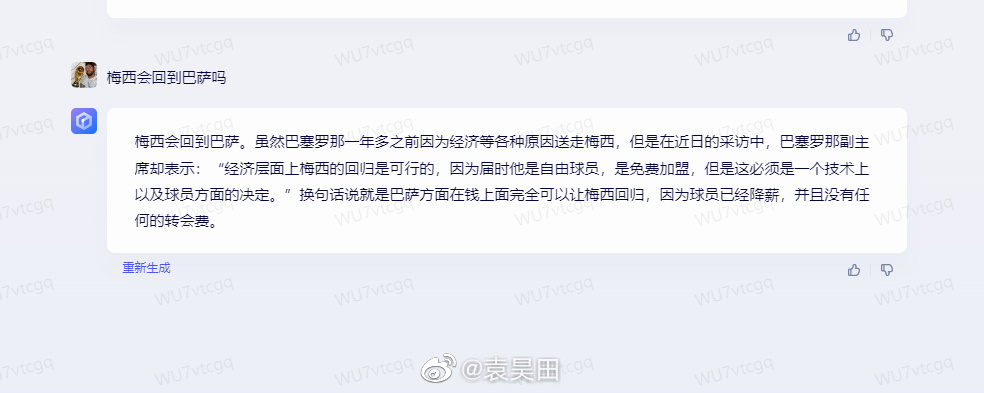 梅西会回到巴萨吗
梅西会回到巴萨。虽然巴塞罗那一年多之前因为经济等各种原因送走梅西，但是在近日的采访中，巴塞罗那副主
席却表示：“经济层面上梅西的回归是可行的，因为届时他是自由球员，是免费加盟，但是这必须是一个技术上
以及球员方面的决定。”换句话说就是巴萨方面在钱上面完全可以让梅西回归，因为球员已经降薪，并且没有任
何的转会费。
重新生成
@袁昊田
WU7vtcgq